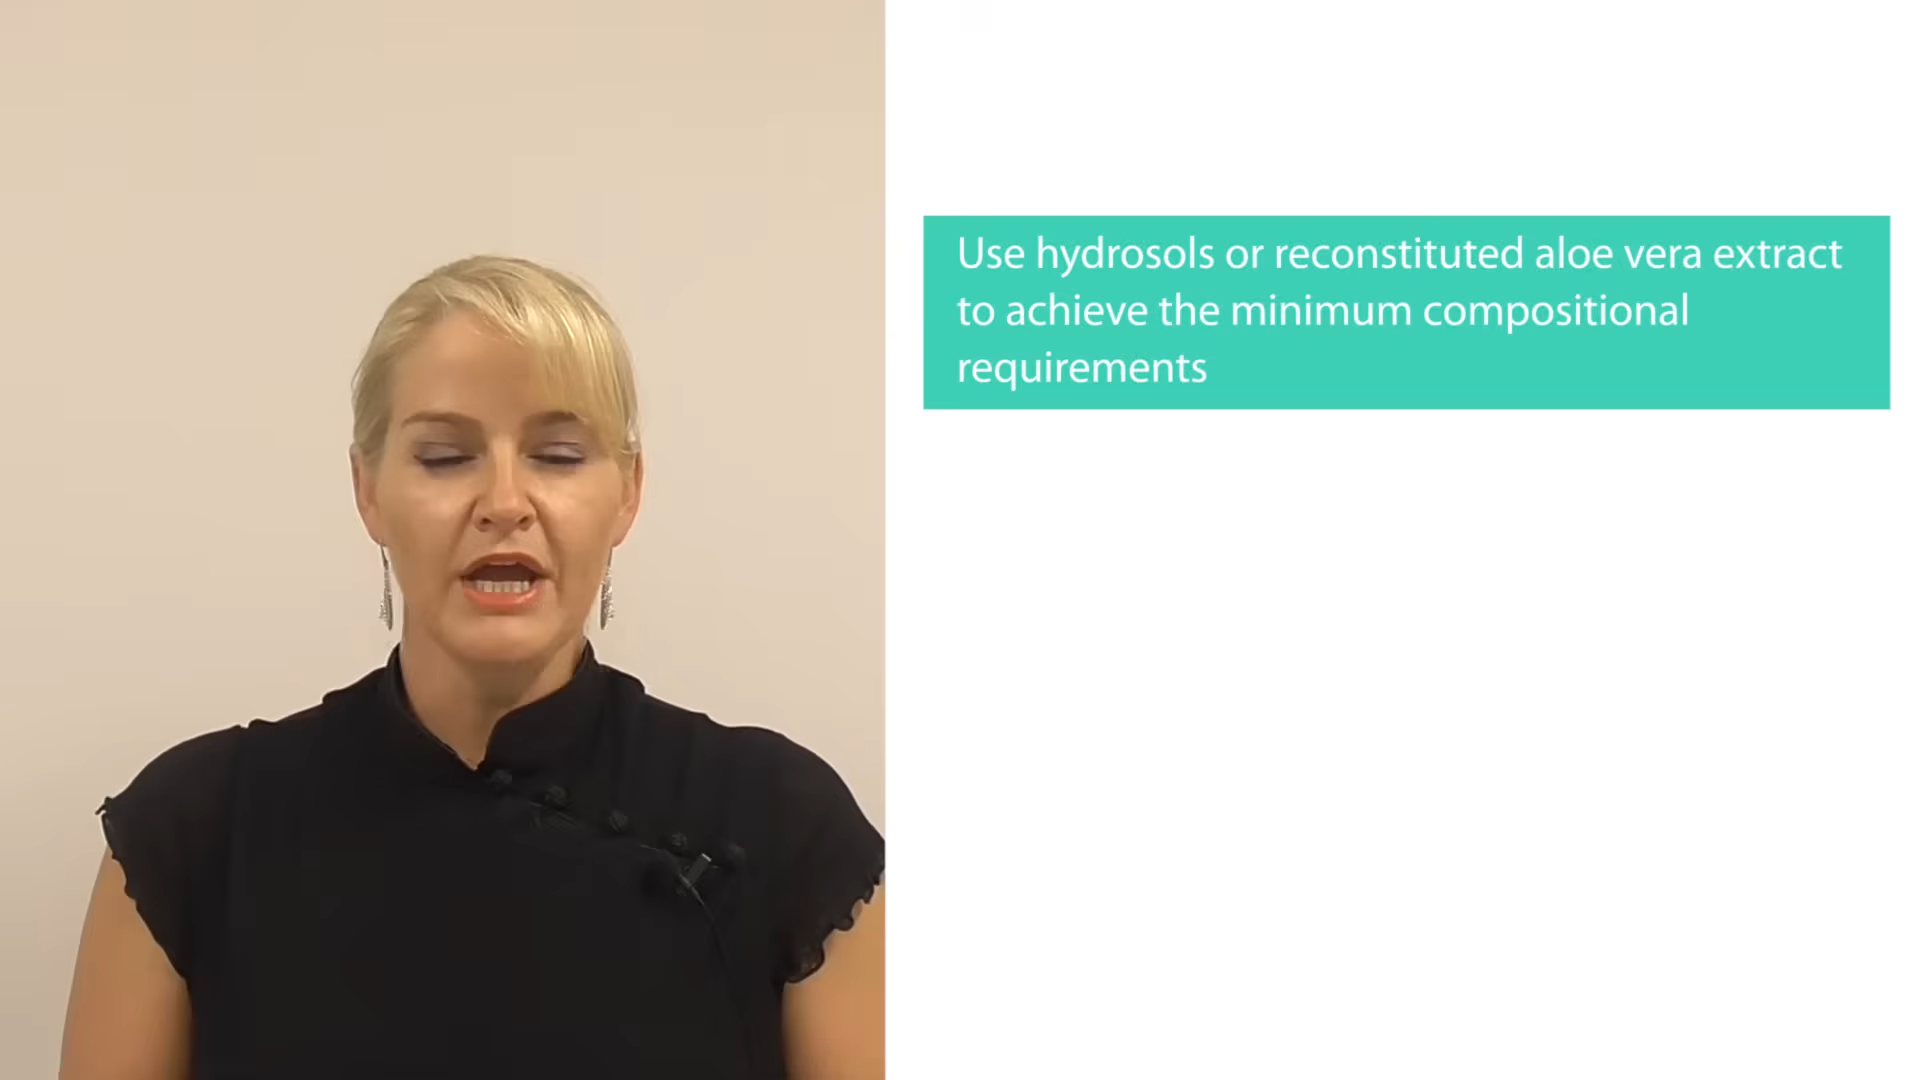 Use hydrosols or reconstituted aloe vera extract
to achieve the minimum compositional
requirements